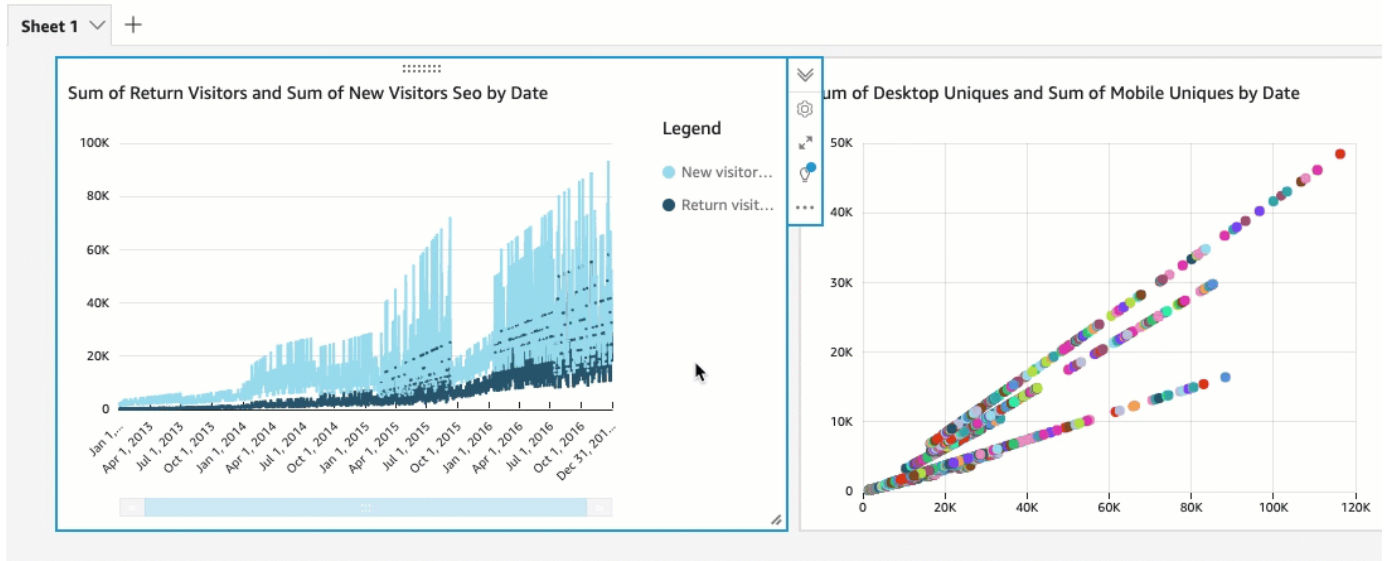 Sheet 1
Sum of Return Visitors and Sum of New Visitors Seo by Date
100K
80K
60K
40K
20K
0
Jan 1,...
Apr 1, 2013
Jul 1, 2013
Oct 1, 2013
Jan 1, 2014
Apr 1, 2014
Jul 1, 2014
Oct 1, 2014
Jan 1, 2015
Apr 1, 2015
Jul 1, 2015
Oct 1, 2015
Jan 1, 2016
Apr 1, 2016
Jul 1, 2016
Oct 1, 2016
Dec 31, 201...
Legend
New visitor...
Return visit...
um of Desktop Uniques and Sum of Mobile Uniques by Date
50K
40K
30K
20K
10K
0
0 20K 40K 60K 80K 100K 120K